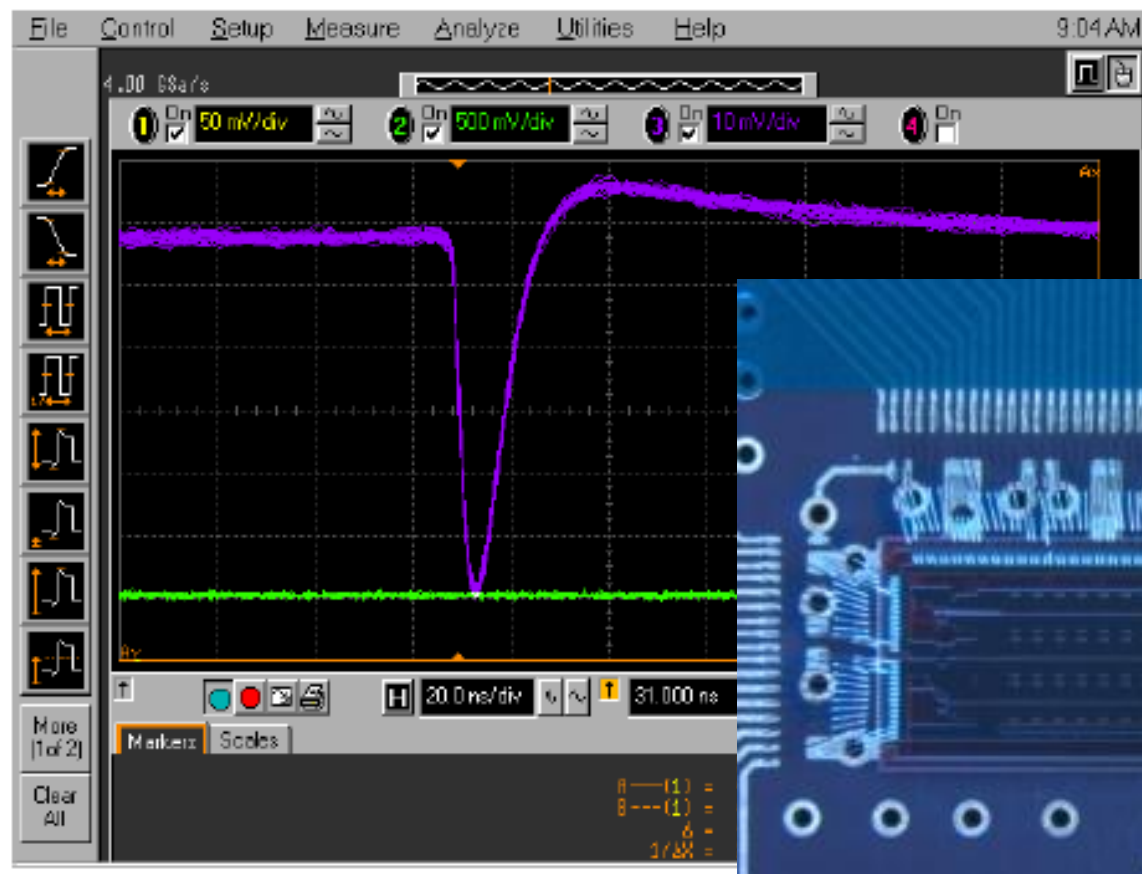 File Control Setup Measure Analyze Utilities Help 9:04 AM
4.00 GSa/s
1 On 50 mV/div 2 On 500 mV/div 3 On 10 mV/div 4 On
Ax
Ay
More
(1of 2)
Clear
All
H 20.0 ns/div 31.000 ns
Markers Scales
A----(1) =
B----(1) =
Δ =
1/ΔX =